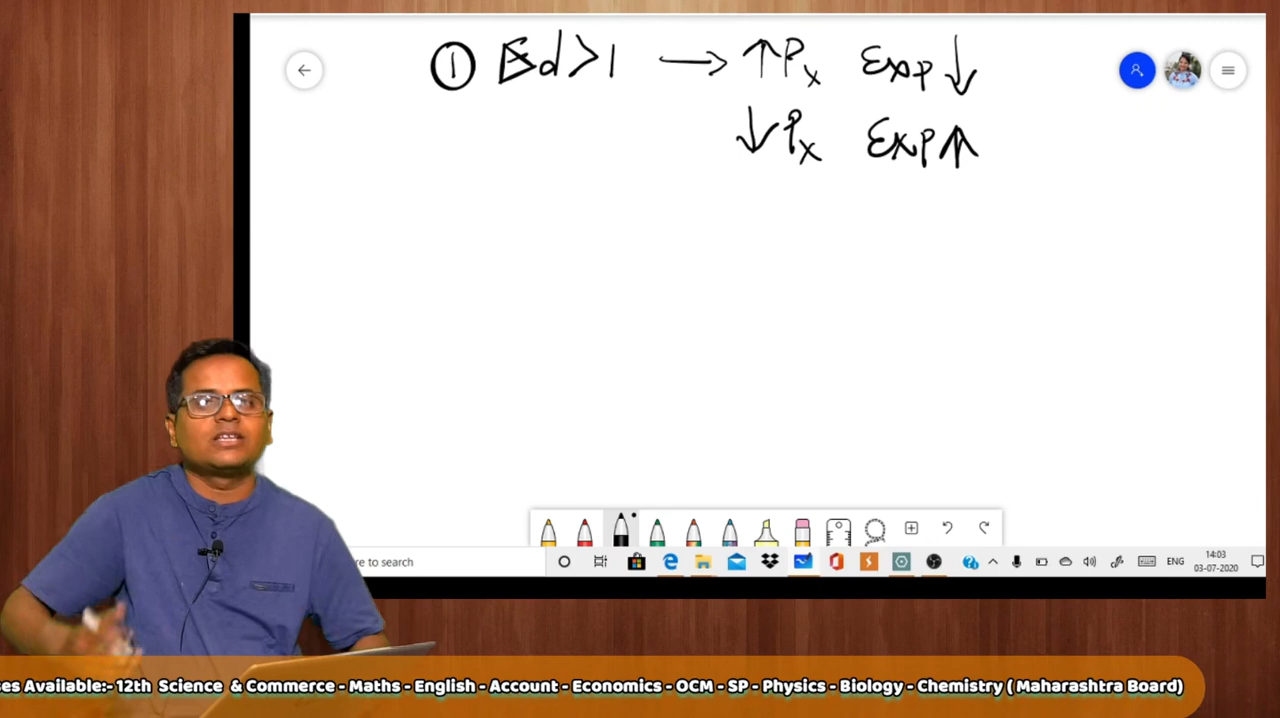 ① Ed>1 → ↑Px Exp ↓
↓Px Exp↑
re to search
ENG
14:03
03-07-2020
ses Available:- 12th Science & Commerce - Maths - English - Account - Economics - OCM - SP - Physics - Biology - Chemistry ( Maharashtra Board)